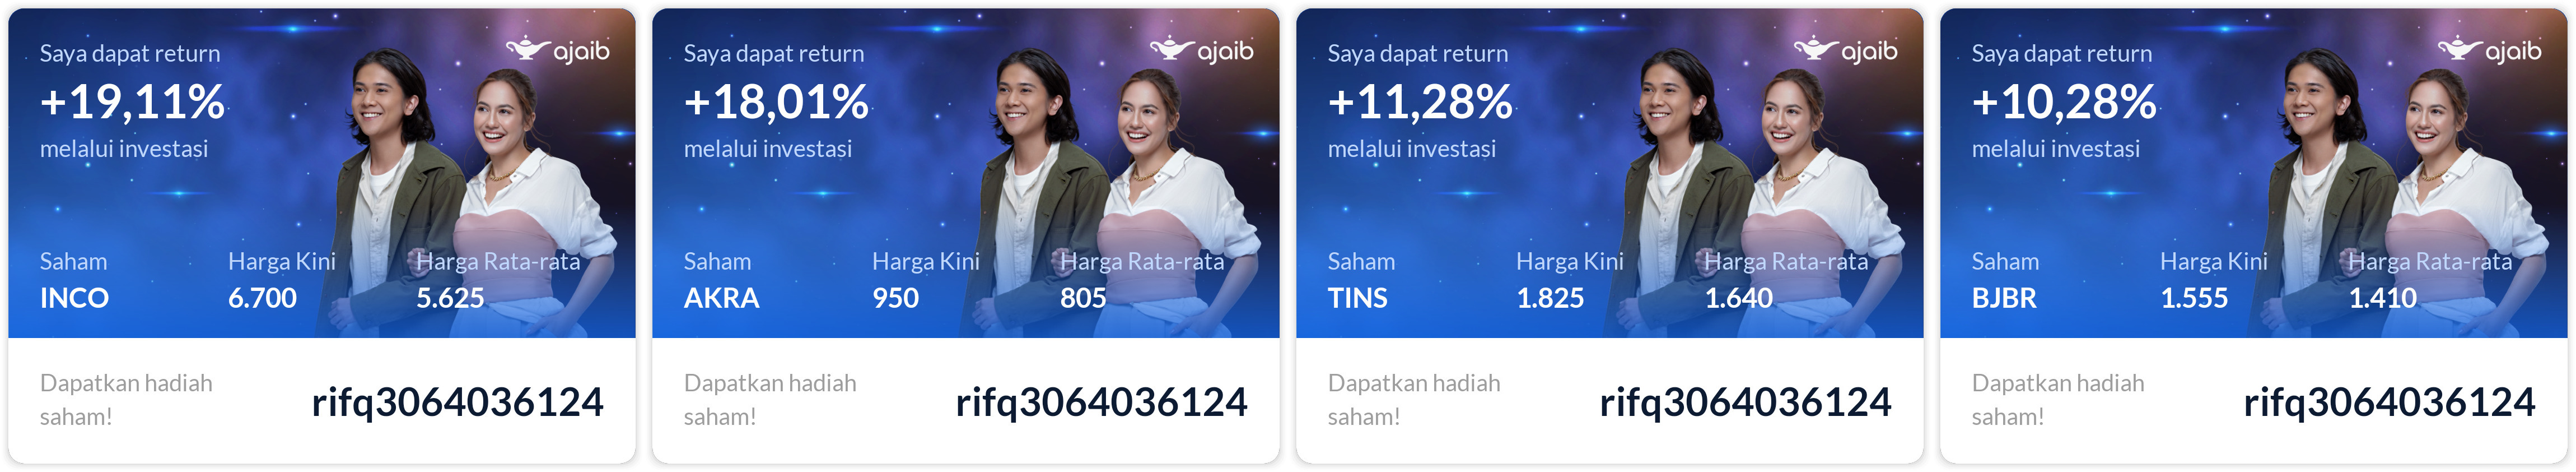 Saya dapat return
+19,11%
melalui investasi
ajaib
Saham
Harga Kini
Harga Rata-rata
INCO
6.700
5.625
Dapatkan hadiah
saham!
rifq3064036124
Saya dapat return
+18,01%
melalui investasi
ajaib
Saham
Harga Kini
Harga Rata-rata
AKRA
950
805
Dapatkan hadiah
saham!
rifq3064036124
Saya dapat return
+11,28%
melalui investasi
ajaib
Saham
Harga Kini
Harga Rata-rata
TINS
1.825
1.640
Dapatkan hadiah
saham!
rifq3064036124
Saya dapat return
+10,28%
melalui investasi
ajaib
Saham
Harga Kini
Harga Rata-rata
BJBR
1.555
1.410
Dapatkan hadiah
saham!
rifq3064036124